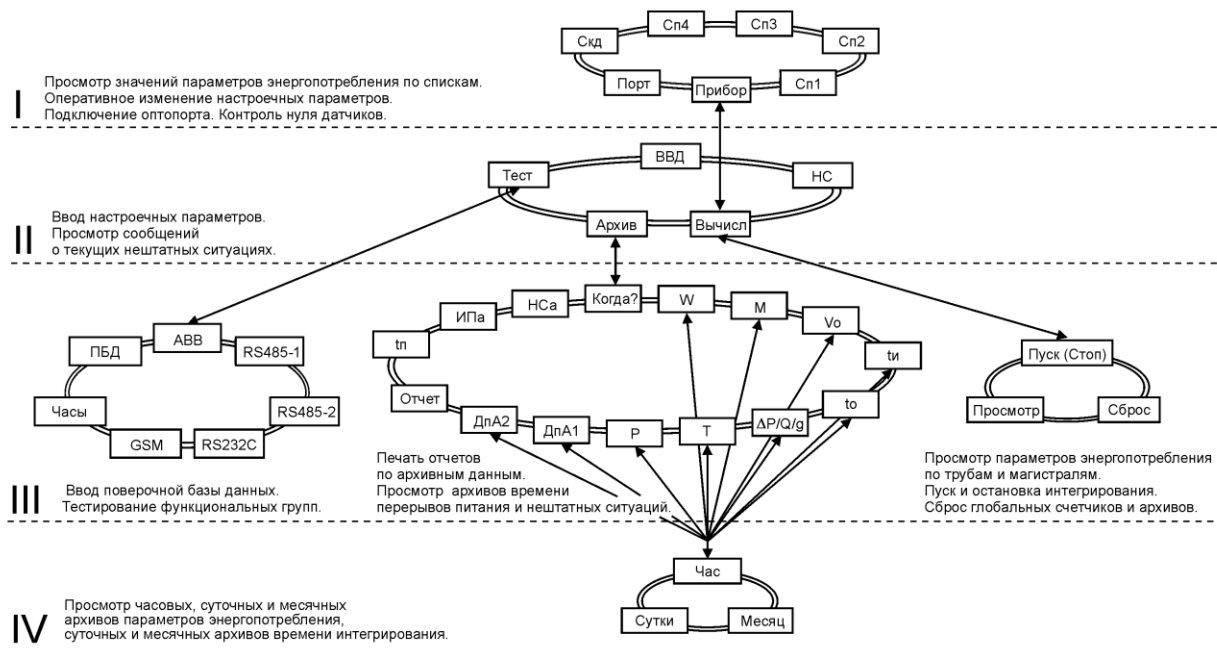 Сп4
Сп3
Скд
Сп2
Порт
Прибор
Сп1
I
Просмотр значений параметров энергопотребления по спискам.
Оперативное изменение настроечных параметров.
Подключение оптопорта. Контроль нуля датчиков.
ВВД
Тест
НС
Архив
Вычисл
II
Ввод настроечных параметров.
Просмотр сообщений
о текущих нештатных ситуациях.
АВВ
ПБД
RS485-1
Часы
RS485-2
GSM
RS232C
III
Ввод поверочной базы данных.
Тестирование функциональных групп.
Когда?
W
НСа
М
ИПа
Vo
tп
tи
Отчет
to
ДпА2
ДпА1
Р
Т
ΔP/Q/g
Печать отчетов
по архивным данным.
Просмотр архивов времени
перерывов питания и нештатных ситуаций.
Пуск (Стоп)
Просмотр
Сброс
Просмотр параметров энергопотребления
по трубам и магистралям.
Пуск и остановка интегрирования.
Сброс глобальных счетчиков и архивов.
Час
Сутки
Месяц
IV
Просмотр часовых, суточных и месячных
архивов параметров энергопотребления,
суточных и месячных архивов времени интегрирования.